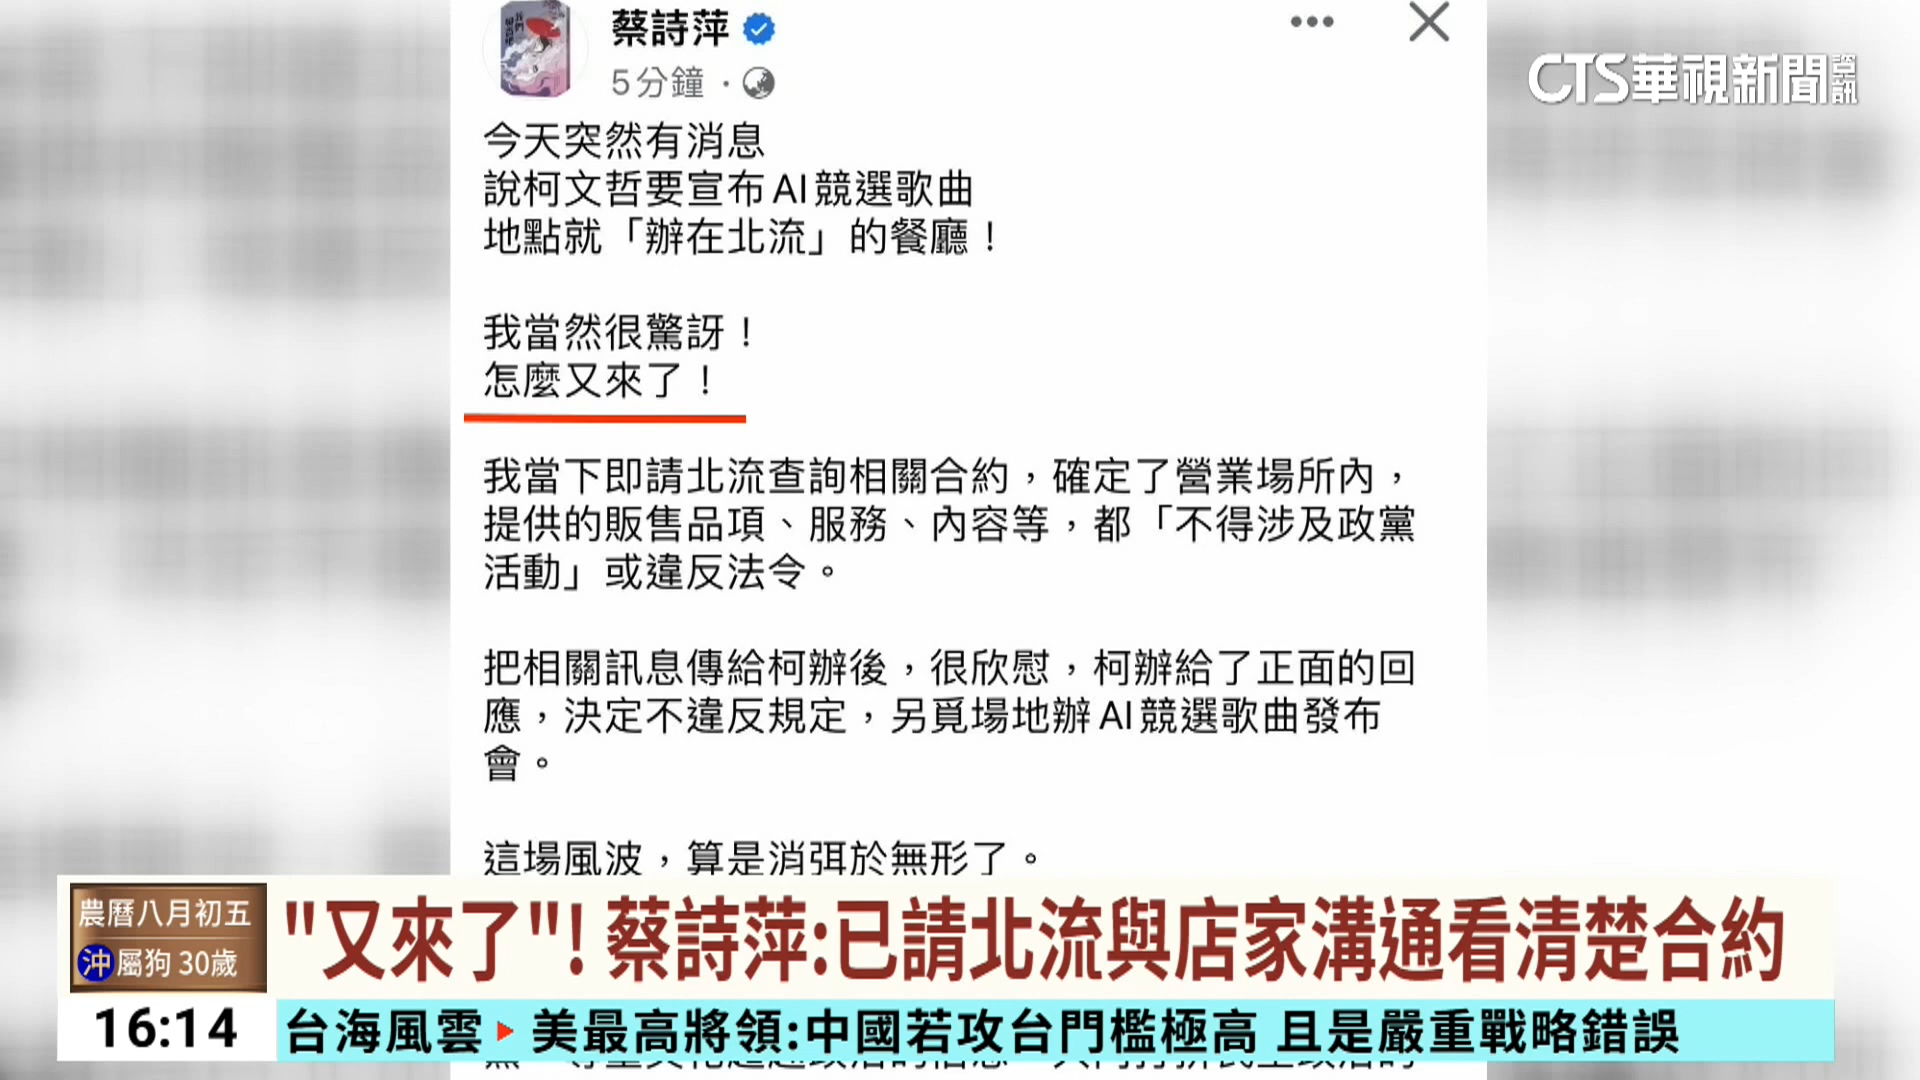 蔡詩萍
5分鐘 ·
CTS華視新聞資訊
今天突然有消息
說柯文哲要宣布AI競選歌曲
地點就「辦在北流」的餐廳！
我當然很驚訝！
怎麼又來了！
我當下即請北流查詢相關合約，確定了營業場所內，
提供的販售品項、服務、內容等，都「不得涉及政黨
活動」或違反法令。
把相關訊息傳給柯辦後，很欣慰，柯辦給了正面的回
應，決定不違反規定，另覓場地辦AI競選歌曲發布
會。
這場風波，算是消弭於無形了。
農曆八月初五
沖屬狗 30歲
"又來了"!蔡詩萍:已請北流與店家溝通看清楚合約
16:14
台海風雲▶美最高將領:中國若攻台門檻極高 且是嚴重戰略錯誤